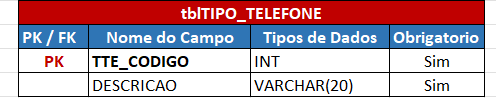 tblTIPO_TELEFONE
PK / FK Nome do Campo Tipos de Dados Obrigatorio
PK TTE_CODIGO INT Sim
DESCRICAO VARCHAR(20) Sim